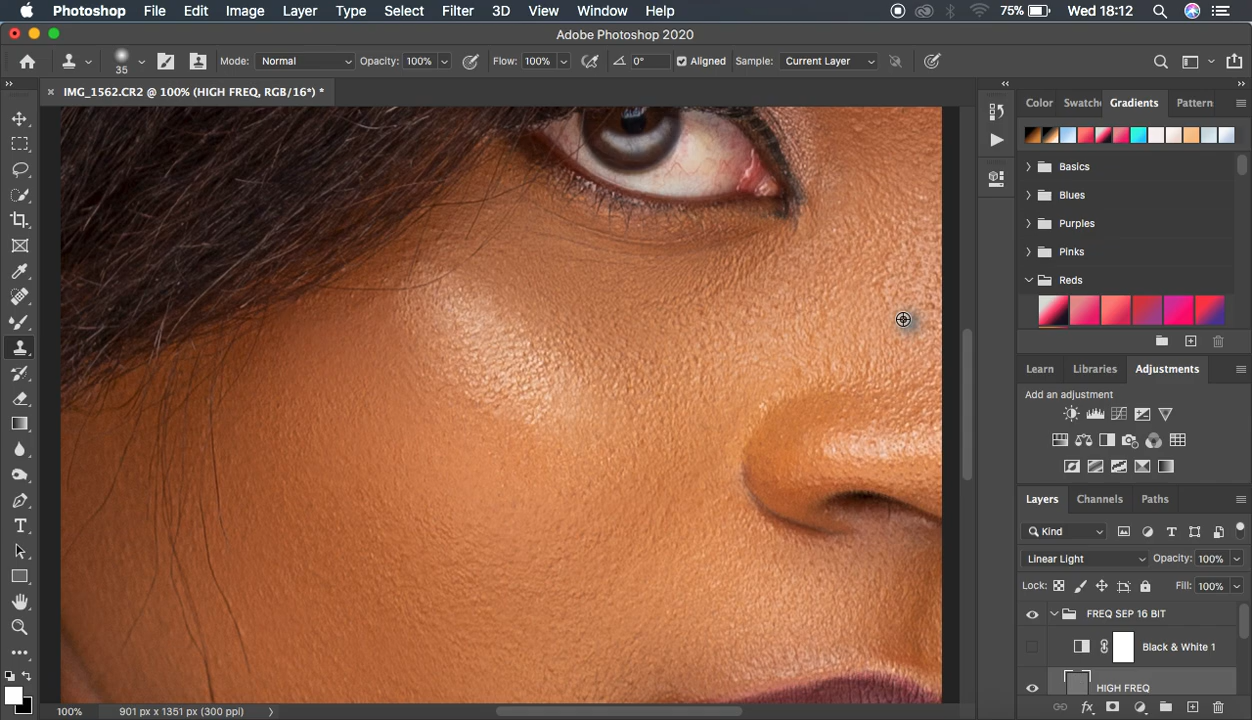 Photoshop File Edit Image Layer Type Select Filter 3D View Window Help 75% Wed 18:12
Adobe Photoshop 2020
35 Mode: Normal Opacity: 100% Flow: 100% 0° Aligned Sample: Current Layer
IMG_1562.CR2 @ 100% (HIGH FREQ, RGB/16*) *
Color Swatche Gradients Pattern
Basics
Blues
Purples
Pinks
Reds
Learn Libraries Adjustments
Add an adjustment
Layers Channels Paths
Kind
Linear Light Opacity: 100%
Lock: Fill: 100%
FREQ SEP 16 BIT
Black & White 1
HIGH FREQ
100% 901 px x 1351 px (300 ppi)